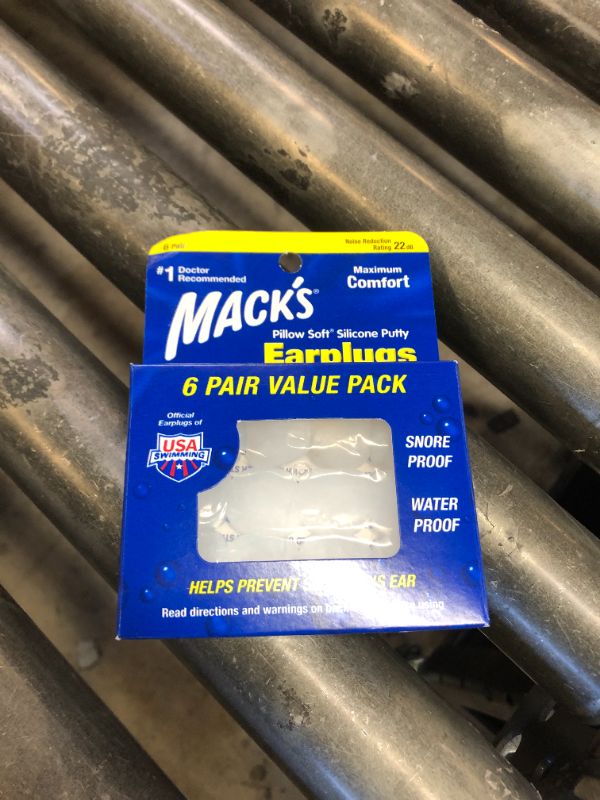 6 Pair
Noise Reduction
Rating 22 dB
#1 Doctor
Recommended
Maximum
Comfort
MACK'S®
Pillow Soft® Silicone Putty
Earplugs
6 PAIR VALUE PACK
Official
Earplugs of
USA
SWIMMING
SNORE
PROOF
WATER
PROOF
HELPS PREVENT EAR
Read directions and warnings on using